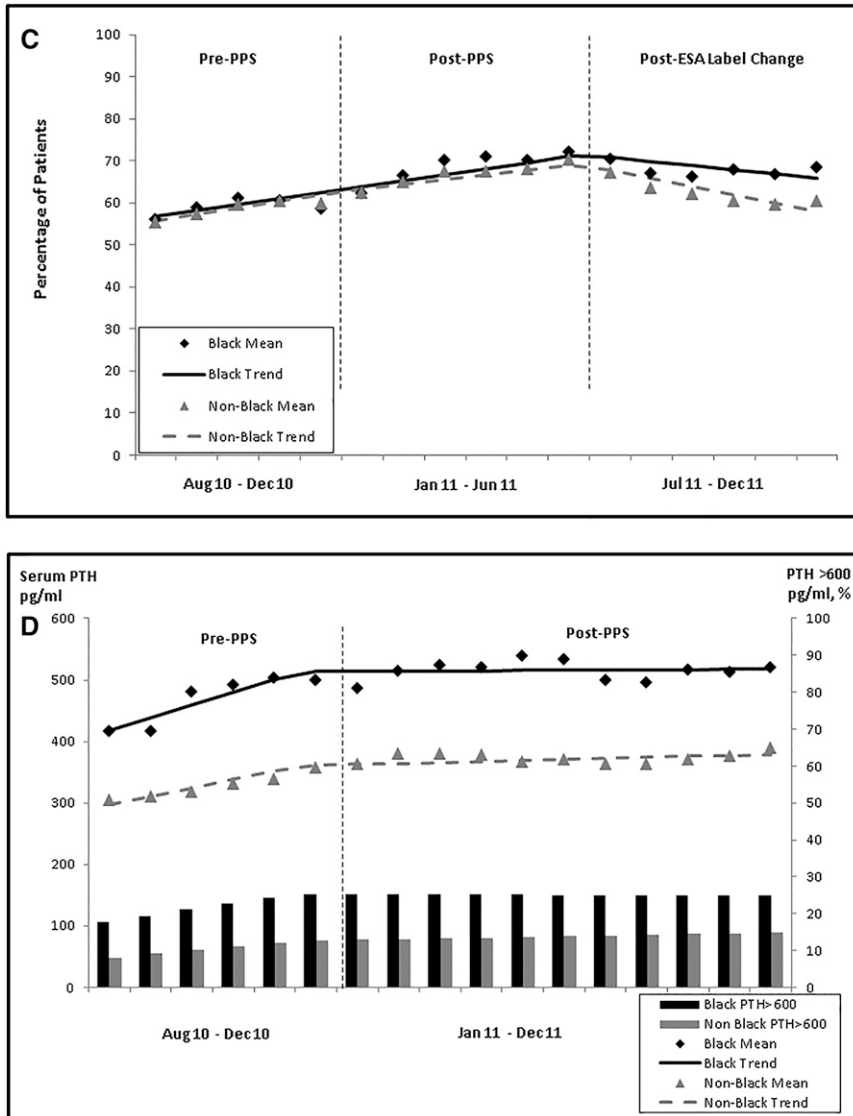 C
Pre-PPS
Post-PPS
Post-ESA Label Change
Percentage of Patients
100
90
80
70
60
50
40
30
20
10
0
Black Mean
Black Trend
Non-Black Mean
Non-Black Trend
Aug 10 - Dec 10
Jan 11 - Jun 11
Jul 11 - Dec 11
Serum PTH
pg/ml
PTH >600
pg/ml, %
D
Pre-PPS
Post-PPS
600
500
400
300
200
100
0
100
90
80
70
60
50
40
30
20
10
0
Aug 10 - Dec 10
Jan 11 - Dec 11
Black PTH>600
Non Black PTH>600
Black Mean
Black Trend
Non-Black Mean
Non-Black Trend